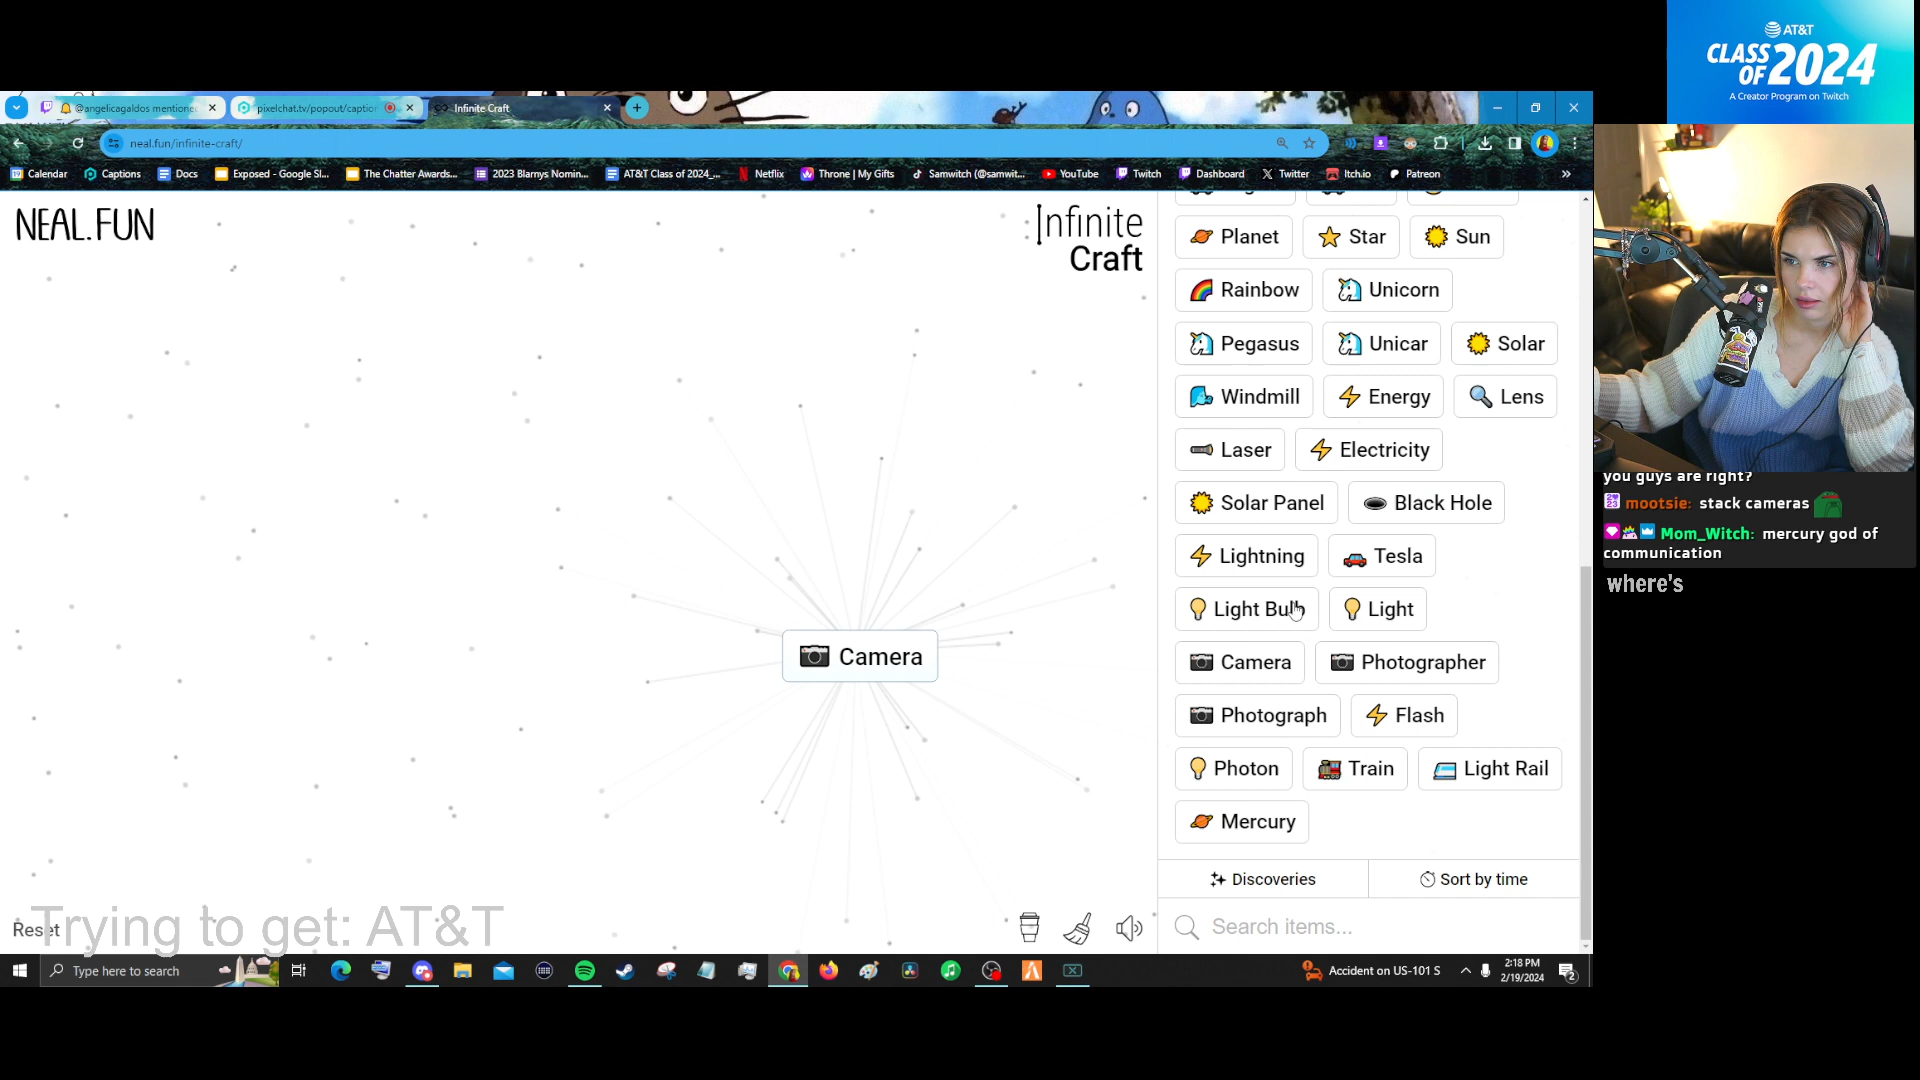 AT&T
CLASS
OF 2024
A Creator Program on Twitch
@angelicagaldos mentione
pixelchat.tv/popout/caption
Infinite Craft
neal.fun/infinite-craft/
Calendar
Captions
Docs
Exposed - Google Sl...
The Chatter Awards...
2023 Blarnys Nomin...
AT&T Class of 2024_...
Netflix
Throne | My Gifts
Samwitch (@samwit...
YouTube
Twitch
Dashboard
Twitter
Itch.io
Patreon
NEAL.FUN
Infinite
Craft
Planet
Star
Sun
Rainbow
Unicorn
Pegasus
Unicar
Solar
Windmill
Energy
Lens
Laser
Electricity
Solar Panel
Black Hole
Lightning
Tesla
Light Bulb
Light
Camera
Camera
Photographer
Photograph
Flash
Photon
Train
Light Rail
Mercury
Discoveries
Sort by time
Search items...
Reset
Trying to get: AT&T
you guys are right?
mootsie: stack cameras
Mom_Witch: mercury god of
communication
where's
Type here to search
Accident on US-101 S
2:18 PM
2/19/2024
2